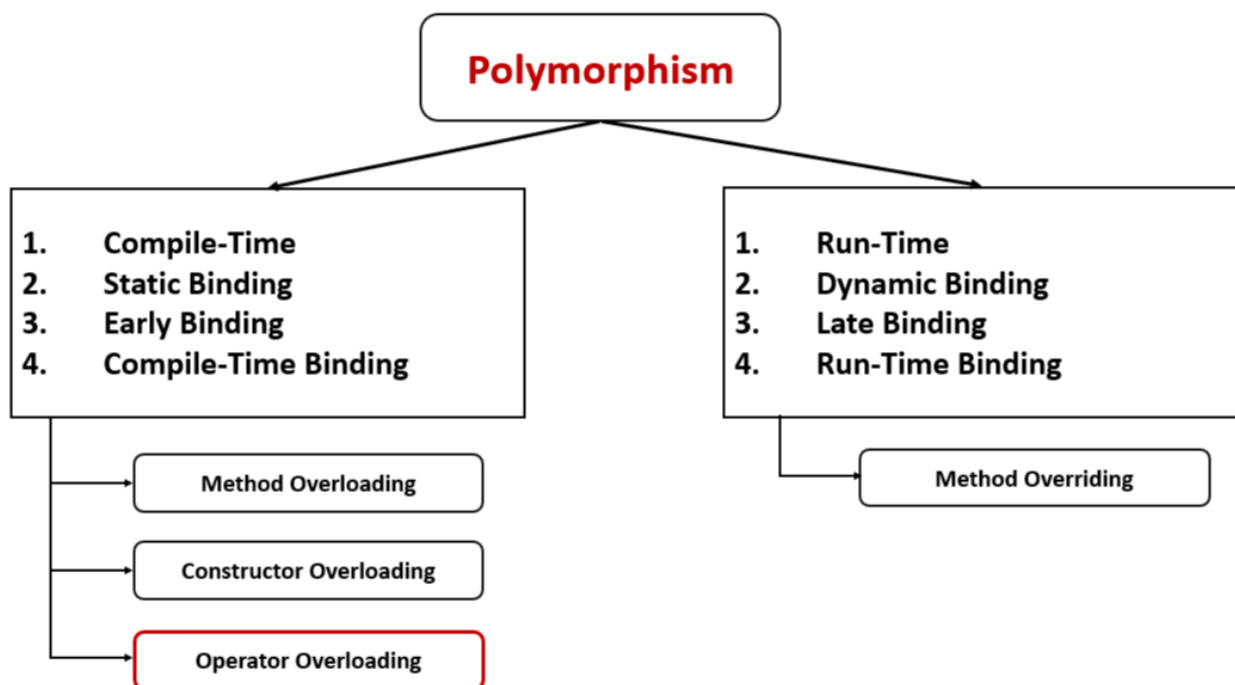 Polymorphism
1. Compile-Time
2. Static Binding
3. Early Binding
4. Compile-Time Binding
Method Overloading
Constructor Overloading
Operator Overloading
1. Run-Time
2. Dynamic Binding
3. Late Binding
4. Run-Time Binding
Method Overriding